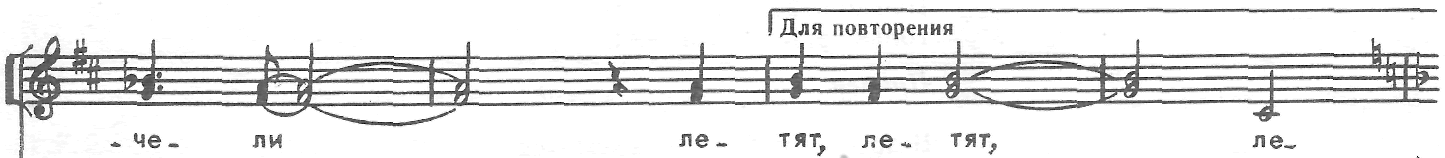 Для повторения
- че- ли ле- тят, ле- тят, ле-